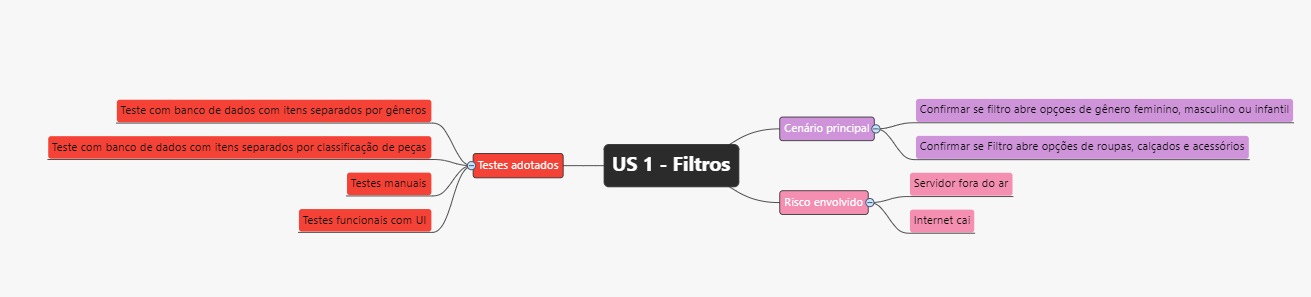 US 1 - Filtros
Testes adotados
Teste com banco de dados com itens separados por gêneros
Teste com banco de dados com itens separados por classificação de peças
Testes manuais
Testes funcionais com UI
Cenário principal
Confirmar se filtro abre opçoes de gênero feminino, masculino ou infantil
Confirmar se Filtro abre opções de roupas, calçados e acessórios
Risco envolvido
Servidor fora do ar
Internet cai